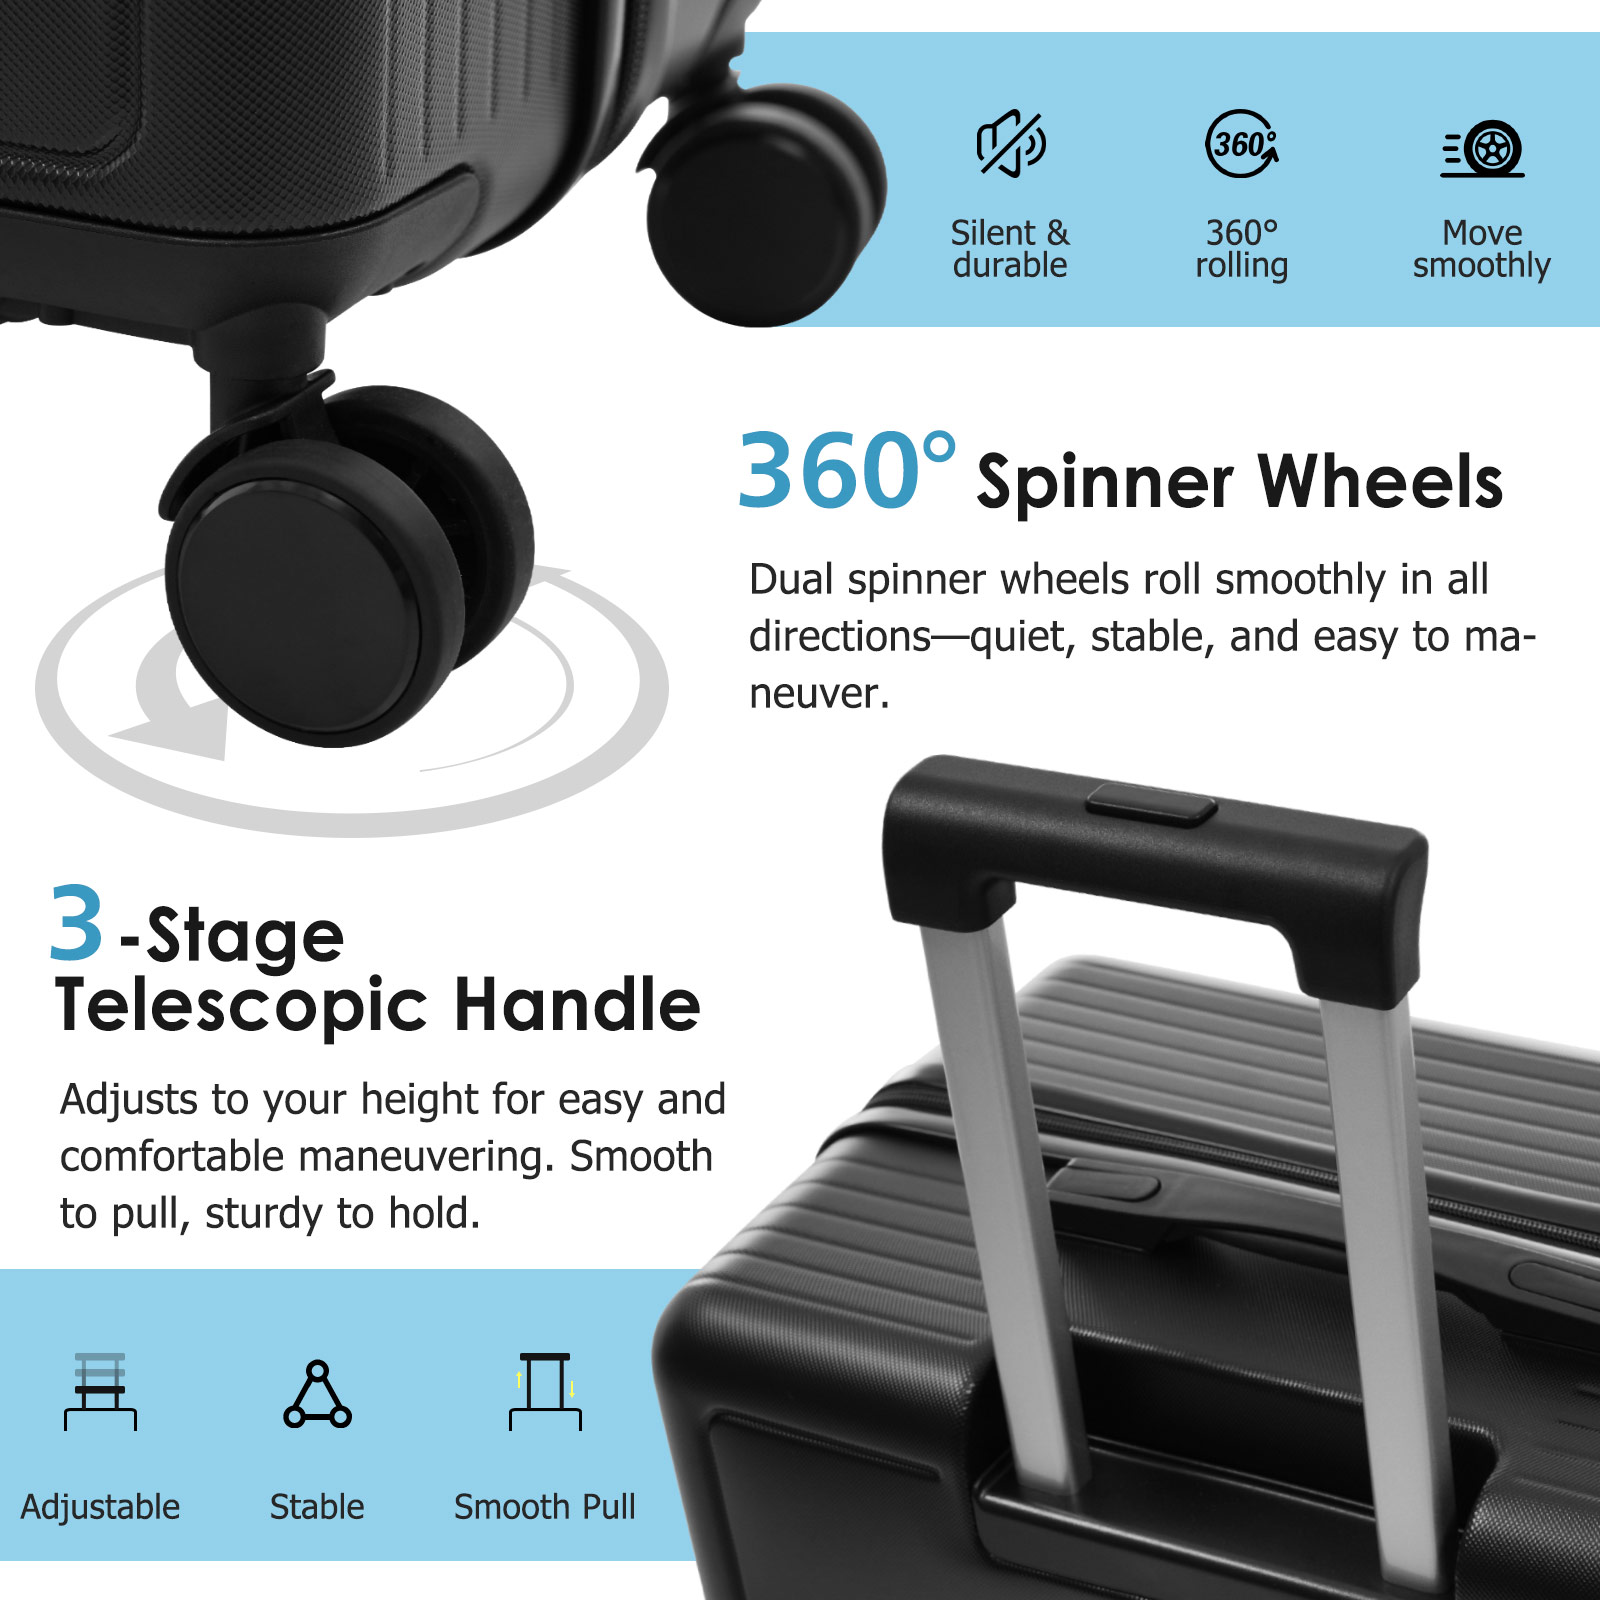 360°
Silent &
durable
360°
rolling
Move
smoothly
360° Spinner Wheels
Dual spinner wheels roll smoothly in all
directions—quiet, stable, and easy to ma-
neuver.
3-Stage
Telescopic Handle
Adjusts to your height for easy and
comfortable maneuvering. Smooth
to pull, sturdy to hold.
Adjustable
Stable
Smooth Pull